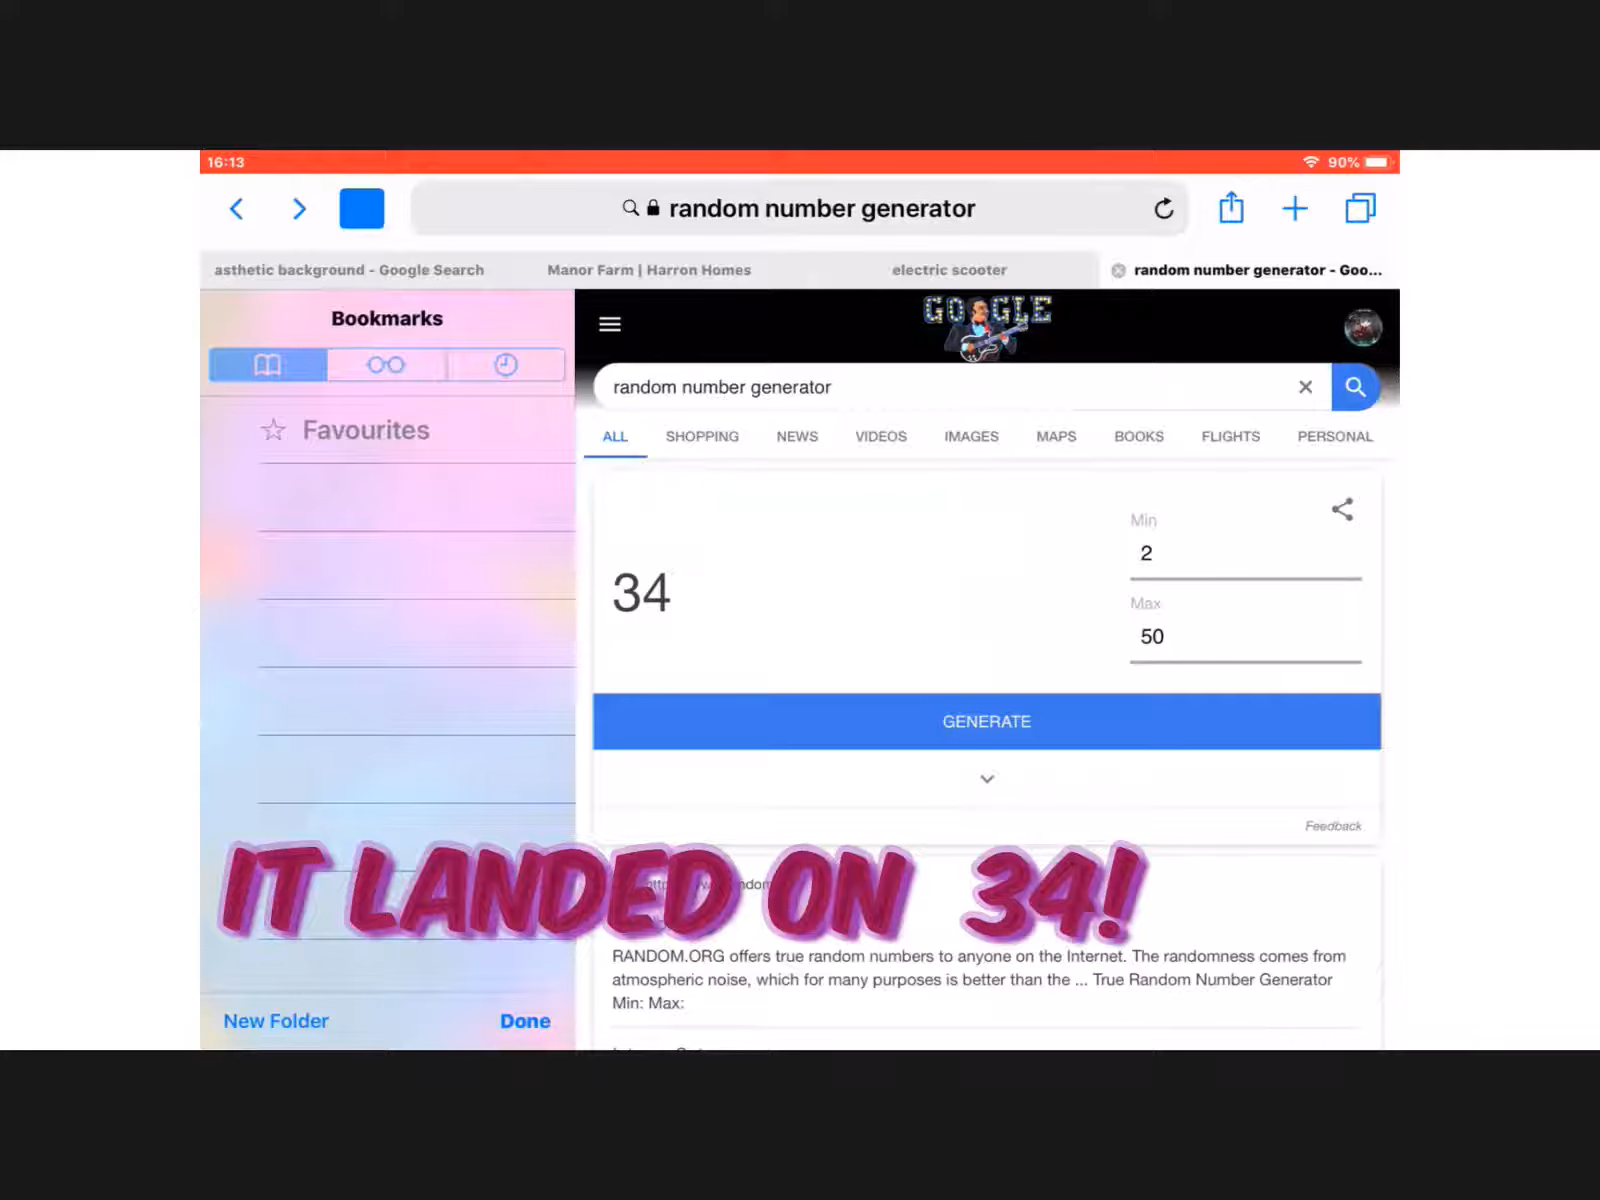 16:13
90%
random number generator
asthetic background - Google Search
Manor Farm | Harron Homes
electric scooter
random number generator - Goo...
Bookmarks
GOOGLE
random number generator
ALL SHOPPING NEWS VIDEOS IMAGES MAPS BOOKS FLIGHTS PERSONAL
Favourites
Min
2
34
Max
50
GENERATE
Feedback
IT LANDED ON 34!
RANDOM.ORG offers true random numbers to anyone on the Internet. The randomness comes from
atmospheric noise, which for many purposes is better than the ... True Random Number Generator
Min: Max:
New Folder
Done